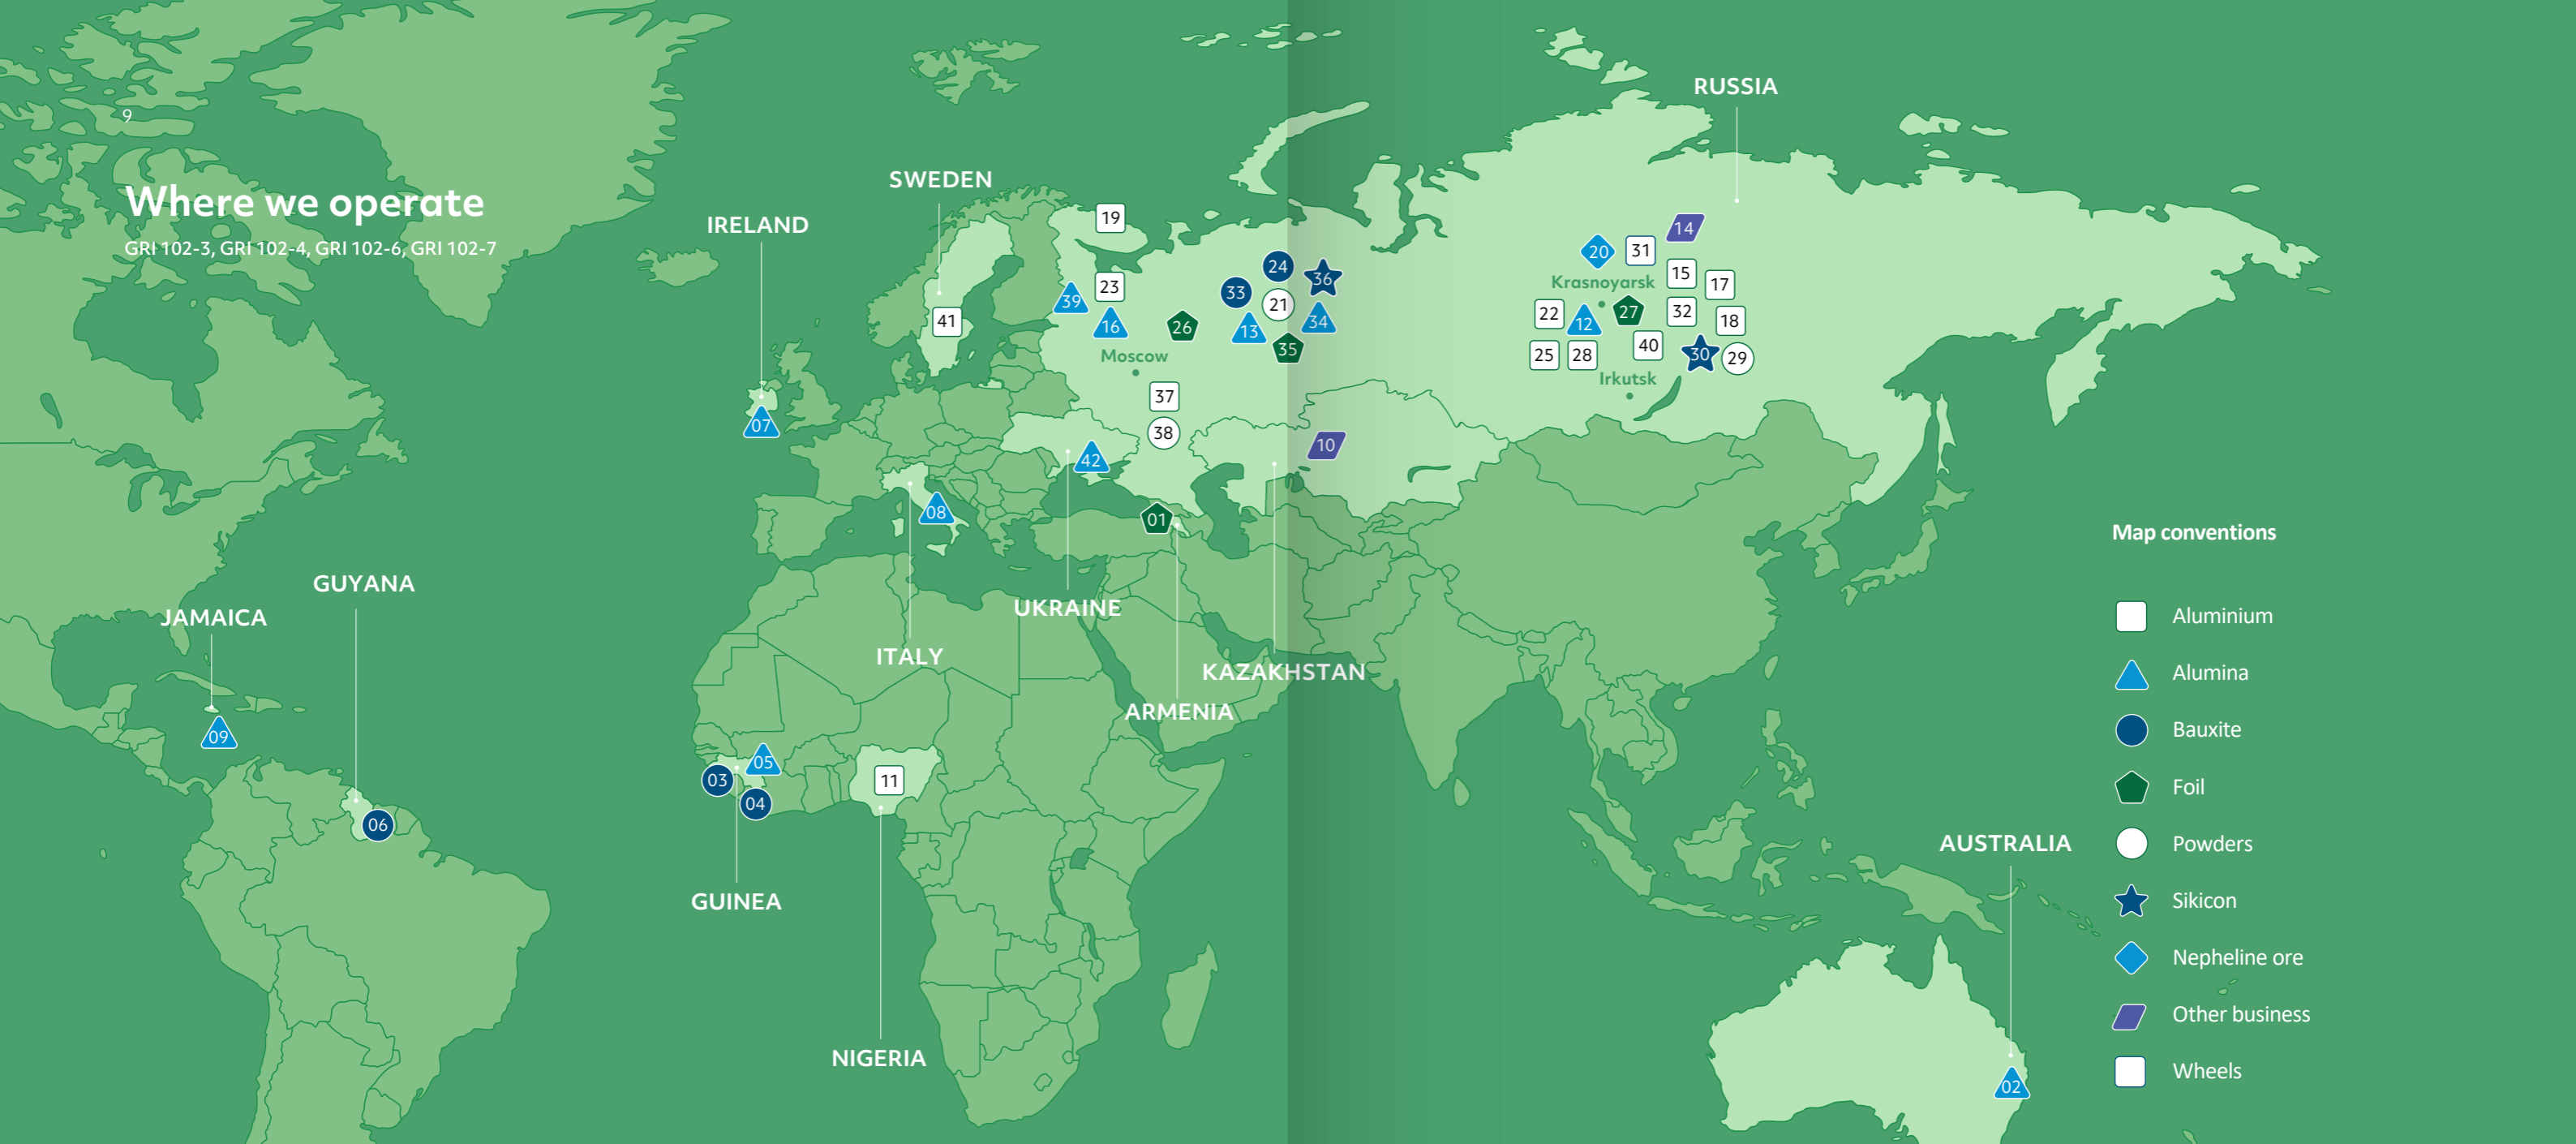 9
Where we operate
GRI 102-3, GRI 102-4, GRI 102-6, GRI 102-7
RUSSIA
SWEDEN
IRELAND
19
14
20
31
24
36
15
23
33
17
39
21
Krasnoyarsk
41
16
26
13
34
22
12
27
32
18
35
Moscow
40
25
28
30
29
Irkutsk
37
07
38
42
10
08
01
Map conventions
GUYANA
JAMAICA
UKRAINE
ITALY
KAZAKHSTAN
ARMENIA
Aluminium
Alumina
Bauxite
Foil
Powders
Sikicon
Nepheline ore
Other business
Wheels
09
05
03
11
04
06
AUSTRALIA
GUINEA
NIGERIA
02